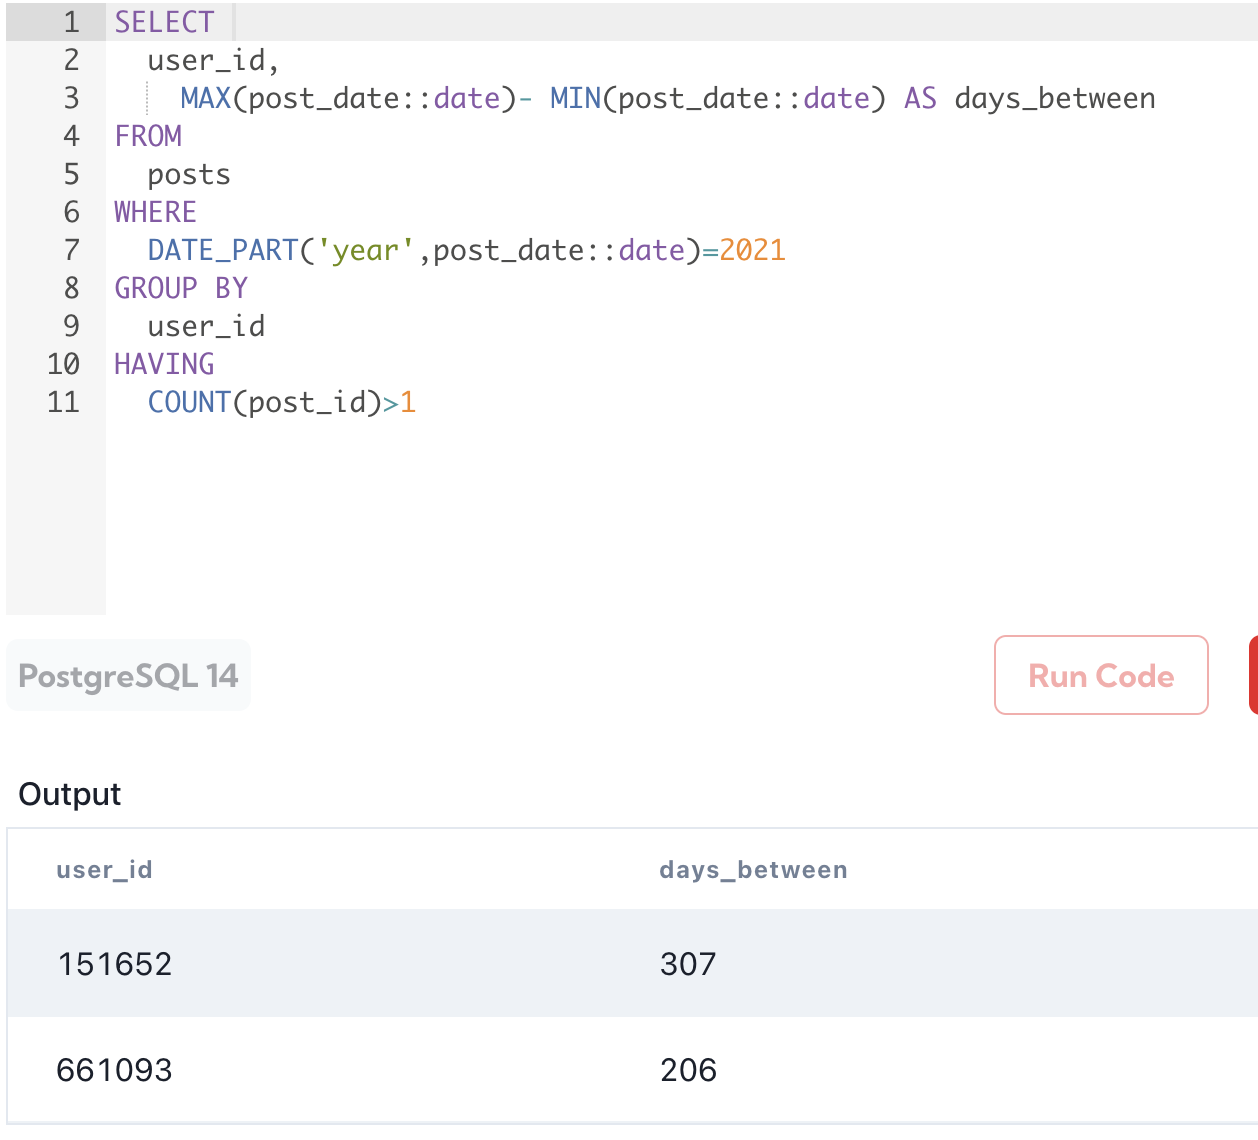 1 SELECT
2 user_id,
3 MAX(post_date::date)- MIN(post_date::date) AS days_between
4 FROM
5 posts
6 WHERE
7 DATE_PART('year',post_date::date)=2021
8 GROUP BY
9 user_id
10 HAVING
11 COUNT(post_id)>1
PostgreSQL 14 Run Code
Output
user_id days_between
151652 307
661093 206